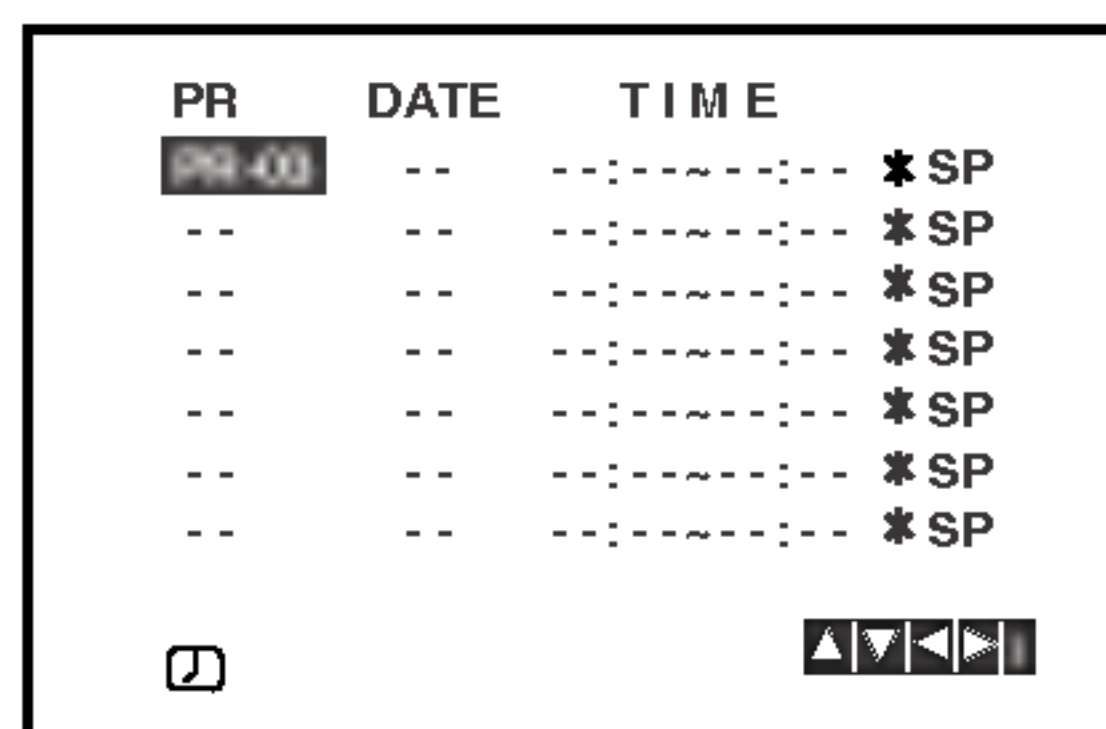 PR DATE TIME
PR-00 -- --:--~--:-- * SP
-- -- --:--~--:-- * SP
-- -- --:--~--:-- * SP
-- -- --:--~--:-- * SP
-- -- --:--~--:-- * SP
-- -- --:--~--:-- * SP
-- -- --:--~--:-- * SP
▲ ▼ ◄ ► i